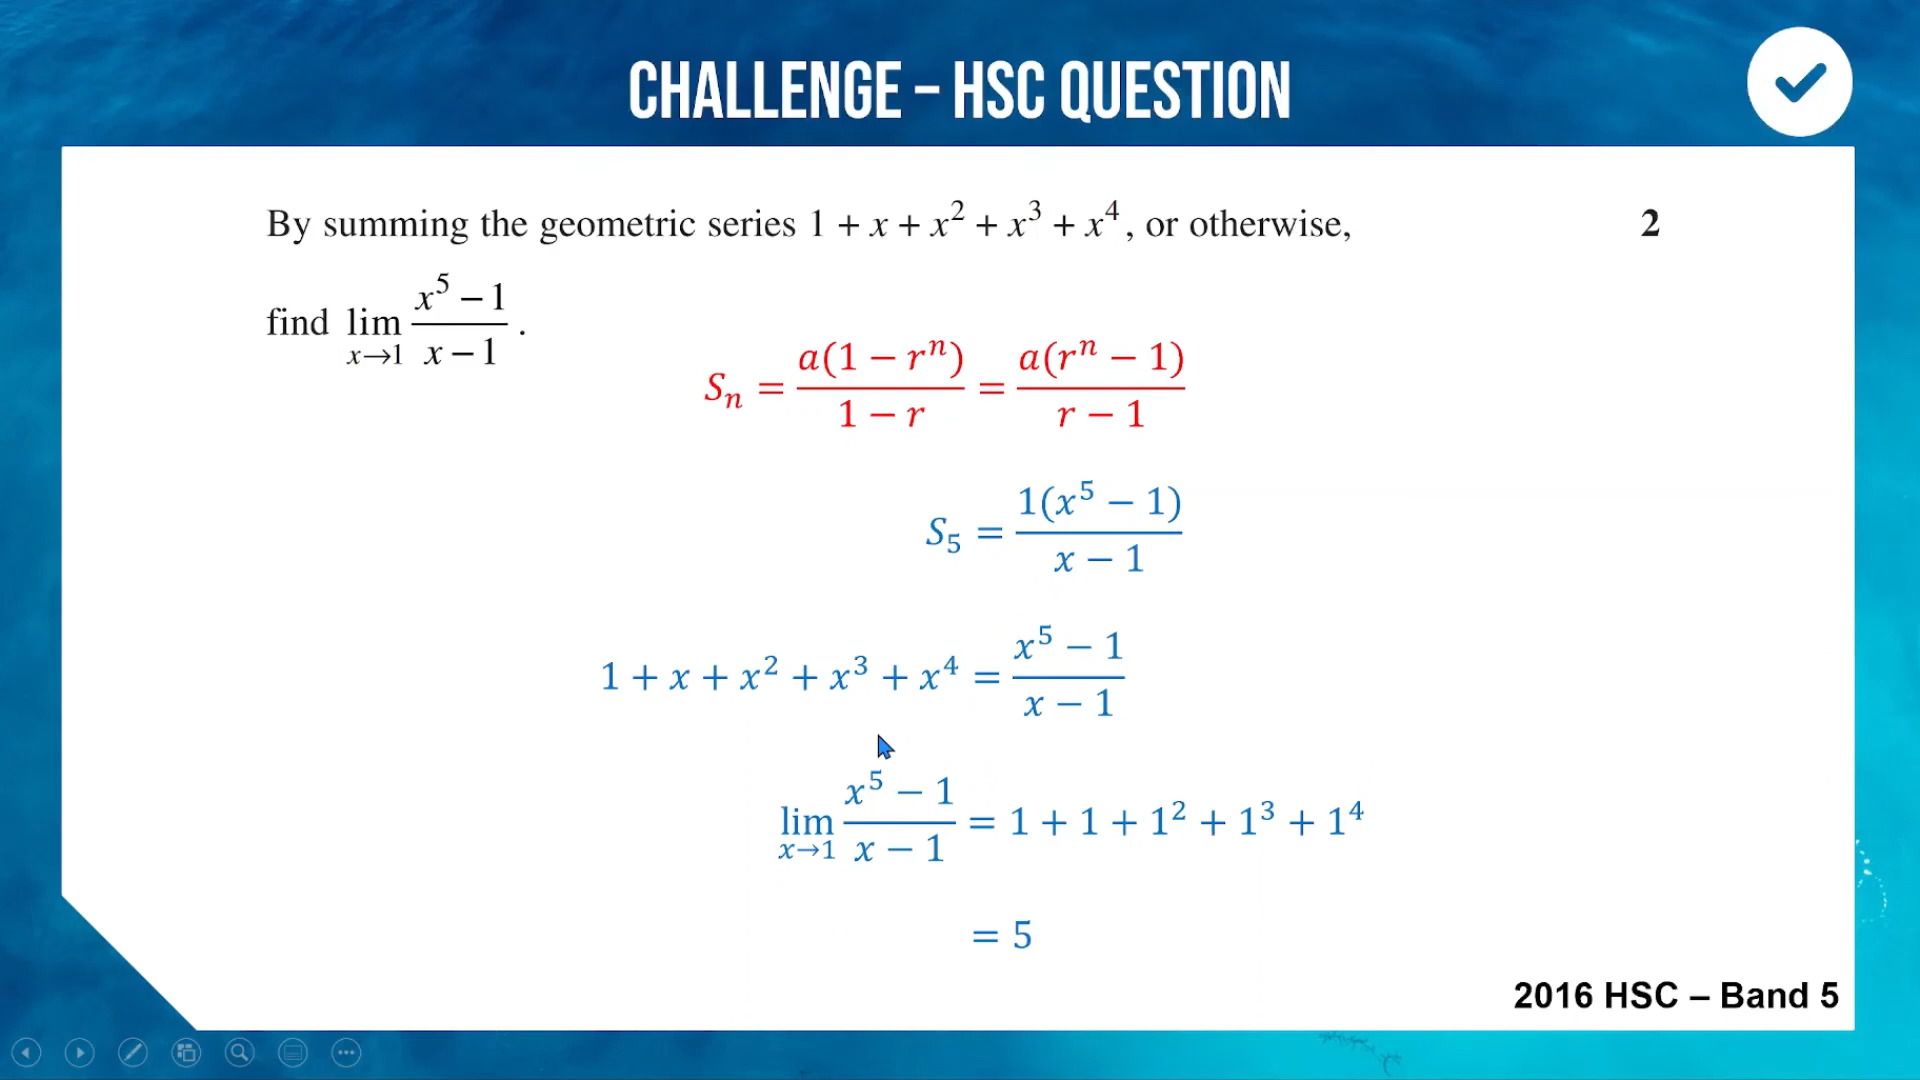 CHALLENGE – HSC QUESTION
By summing the geometric series 1 + x + x² + x³ + x⁴, or otherwise, 2
find lim x→1 (x⁵ − 1)/(x − 1).
Sₙ = a(1 − rⁿ)/(1 − r) = a(rⁿ − 1)/(r − 1)
S₅ = 1(x⁵ − 1)/(x − 1)
1 + x + x² + x³ + x⁴ = (x⁵ − 1)/(x − 1)
lim x→1 (x⁵ − 1)/(x − 1) = 1 + 1 + 1² + 1³ + 1⁴
= 5
2016 HSC – Band 5